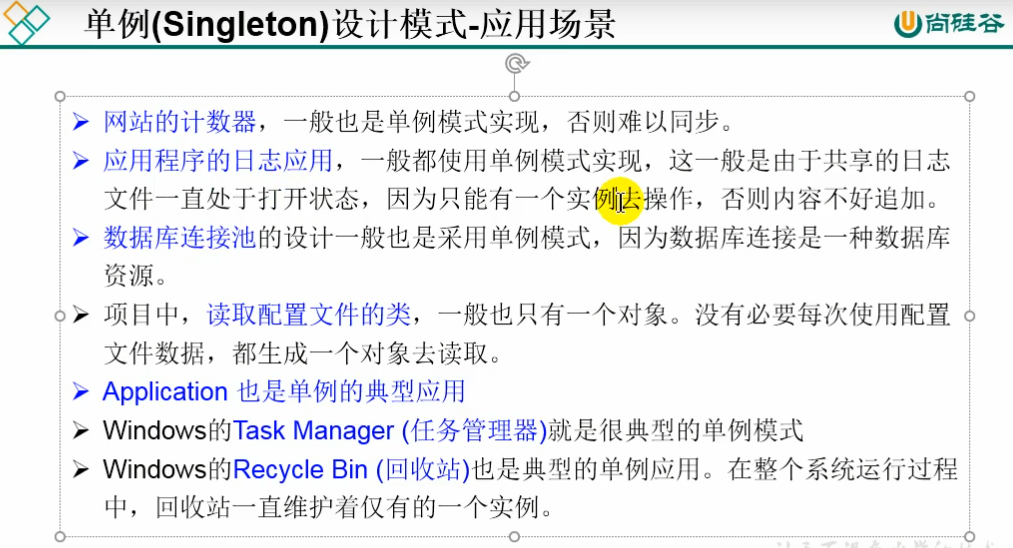 单例(Singleton)设计模式-应用场景
尚硅谷
网站的计数器，一般也是单例模式实现，否则难以同步。
应用程序的日志应用，一般都使用单例模式实现，这一般是由于共享的日志
文件一直处于打开状态，因为只能有一个实例去操作，否则内容不好追加。
数据库连接池的设计一般也是采用单例模式，因为数据库连接是一种数据库
资源。
项目中，读取配置文件的类，一般也只有一个对象。没有必要每次使用配置
文件数据，都生成一个对象去读取。
Application 也是单例的典型应用
Windows的Task Manager (任务管理器)就是很典型的单例模式
Windows的Recycle Bin (回收站)也是典型的单例应用。在整个系统运行过程
中，回收站一直维护着仅有的一个实例。